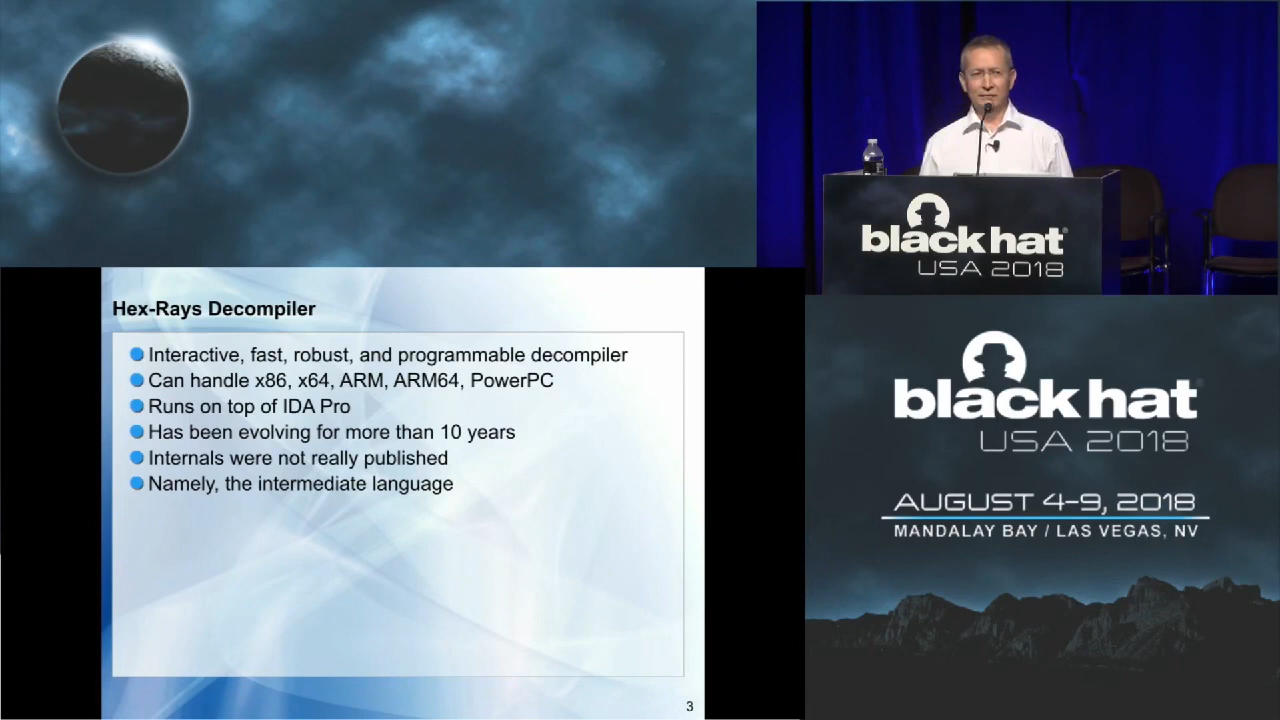 black hat
USA 2018
Hex-Rays Decompiler
Interactive, fast, robust, and programmable decompiler
Can handle x86, x64, ARM, ARM64, PowerPC
Runs on top of IDA Pro
Has been evolving for more than 10 years
Internals were not really published
Namely, the intermediate language
3
black hat
USA 2018
AUGUST 4-9, 2018
MANDALAY BAY / LAS VEGAS, NV